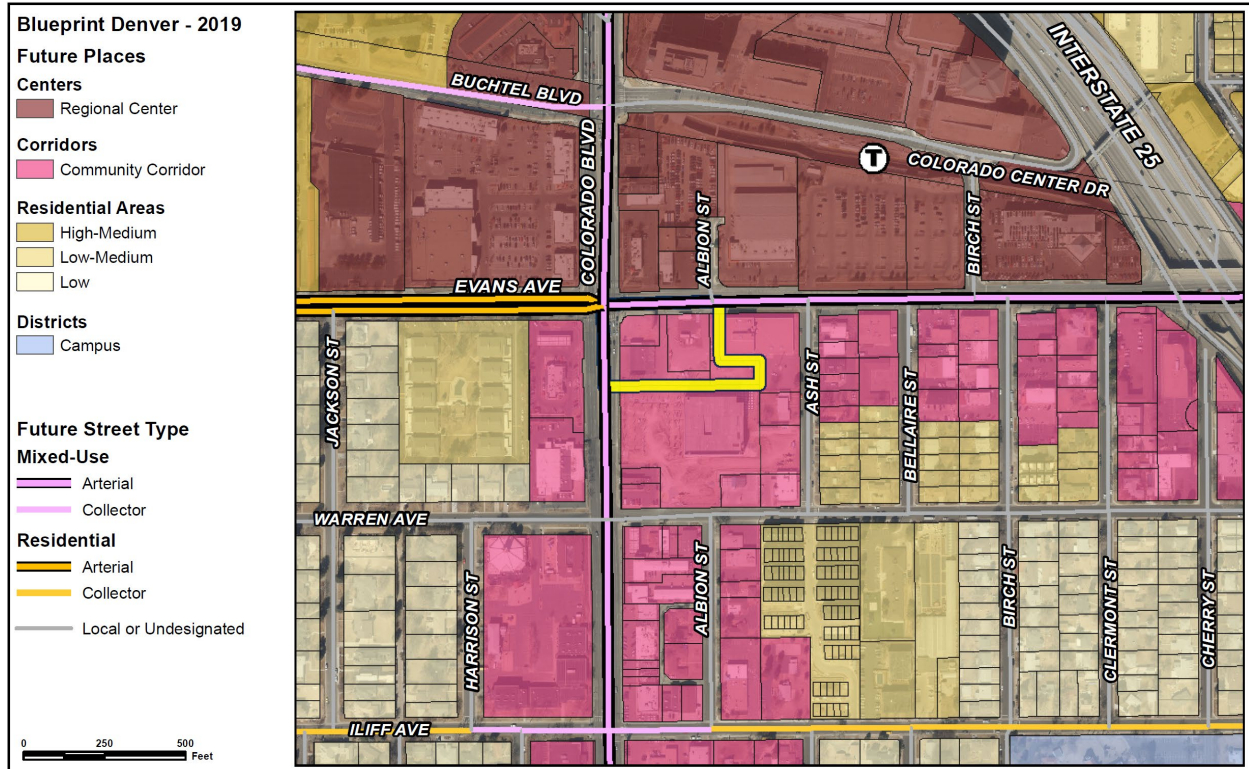 Blueprint Denver - 2019
Future Places
Centers
Regional Center
Corridors
Community Corridor
Residential Areas
High-Medium
Low-Medium
Low
Districts
Campus
Future Street Type
Mixed-Use
Arterial
Collector
Residential
Arterial
Collector
Local or Undesignated
0 250 500
Feet
BUCHTEL BLVD
COLORADO BLVD
INTERSTATE 25
T
COLORADO CENTER DR
ALBION ST
BIRCH ST
EVANS AVE
JACKSON ST
ASH ST
BELLAIRE ST
WARREN AVE
HARRISON ST
ALBION ST
BIRCH ST
CLERMONT ST
CHERRY ST
ILIFF AVE